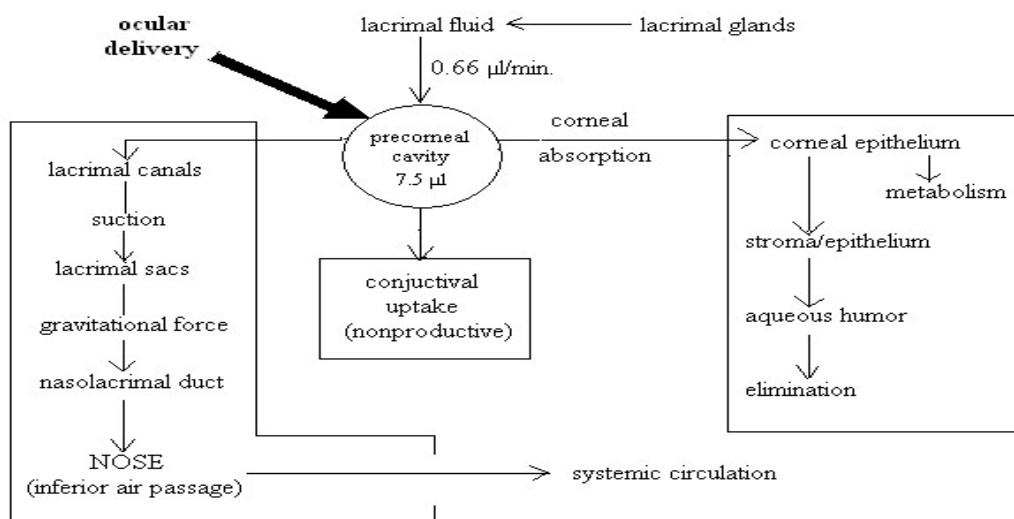 ocular
delivery
lacrimal fluid
lacrimal glands
0.66 µl/min.
precorneal
cavity
7.5 µl
corneal
absorption
lacrimal canals
suction
lacrimal sacs
gravitational force
nasolacrimal duct
NOSE
(inferior air passage)
systemic circulation
conjuctival
uptake
(nonproductive)
corneal epithelium
metabolism
stroma/epithelium
aqueous humor
elimination